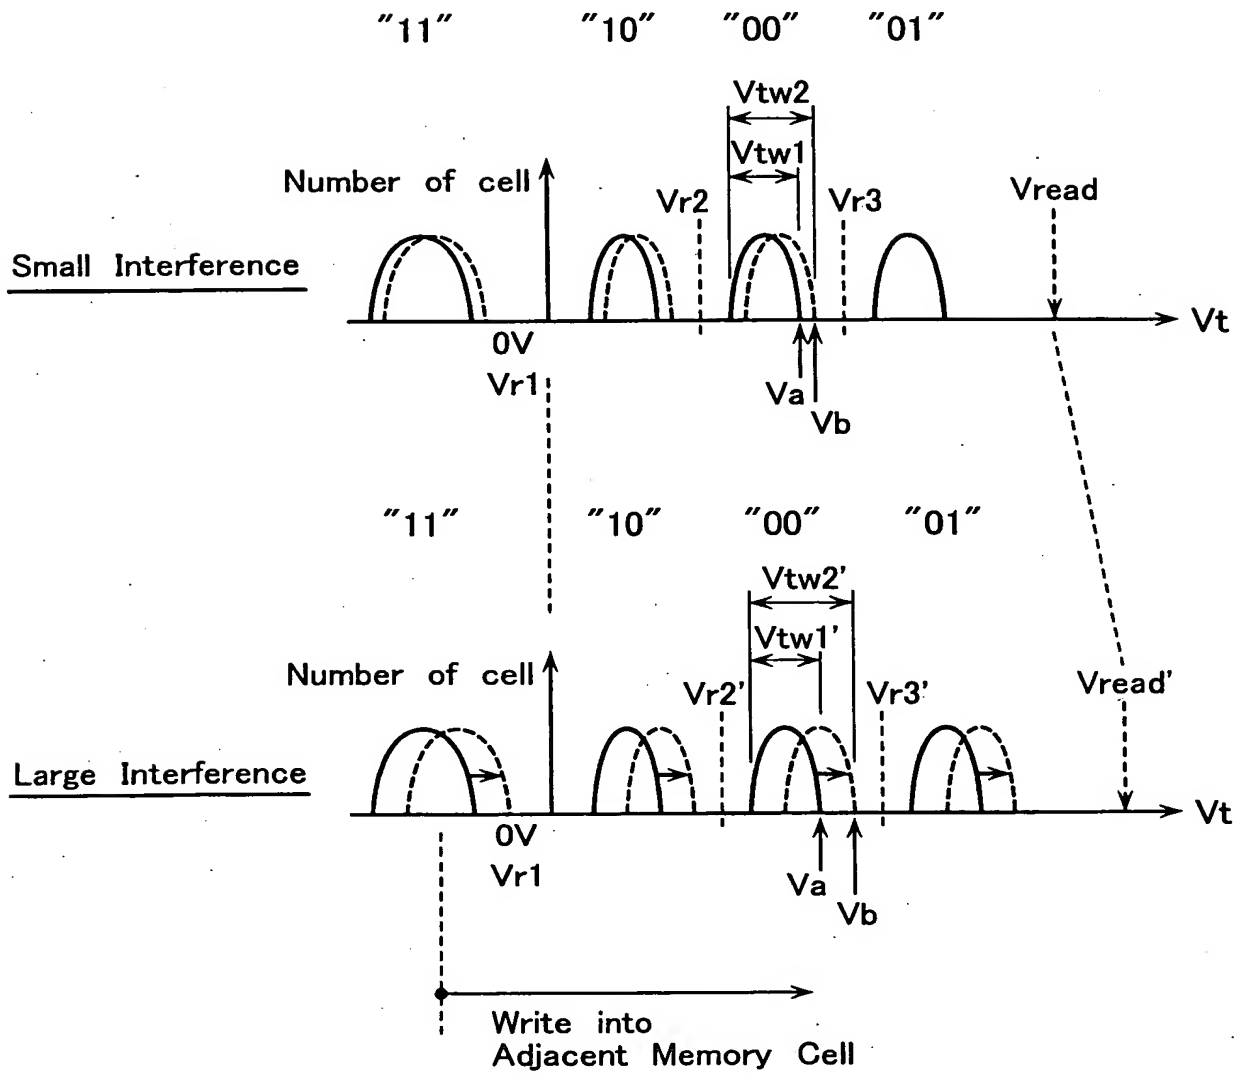 "11" "10" "00" "01"
Vtw2
Vtw1
Number of cell
Vr2
Vr3
Vread
Small Interference
Vt
0V
Vr1
Va
Vb
"11" "10" "00" "01"
Vtw2'
Vtw1'
Number of cell
Vr2'
Vr3'
Vread'
Large Interference
Vt
0V
Vr1
Va
Vb
Write into
Adjacent Memory Cell